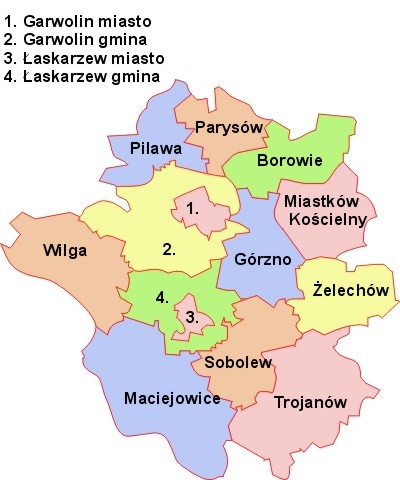 1. Garwolin miasto
2. Garwolin gmina
3. Łaskarzew miasto
4. Łaskarzew gmina
Parysów
Pilawa
Borowie
Miastków
Kościelny
1.
2.
Wilga
Górzno
Żelechów
4.
3.
Sobolew
Maciejowice
Trojanów